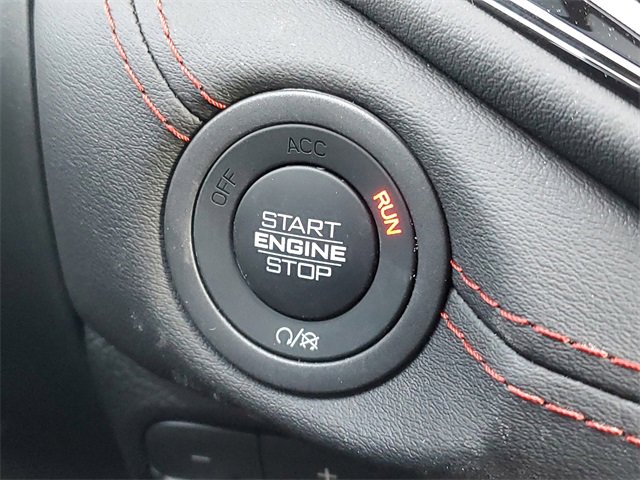 OFF ACC RUN
START
ENGINE
STOP
- +